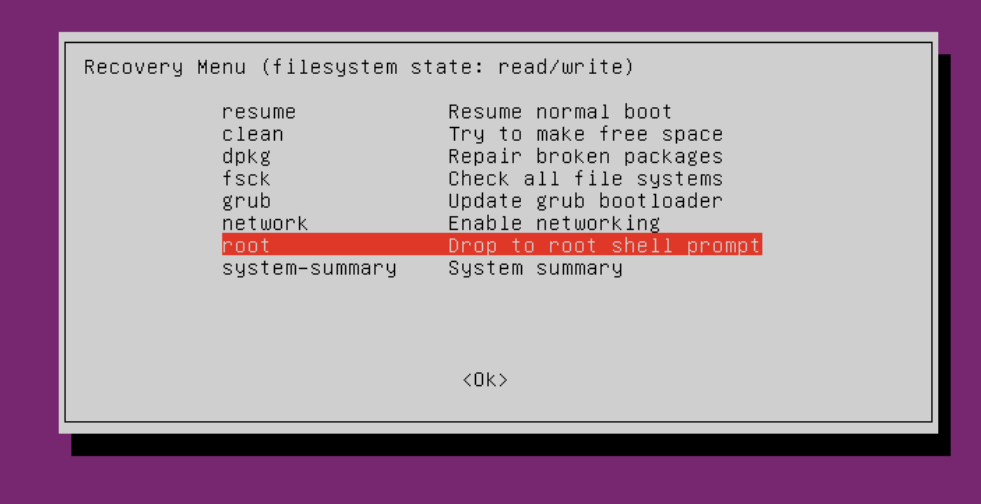 Recovery Menu (filesystem state: read/write)
resume Resume normal boot
clean Try to make free space
dpkg Repair broken packages
fsck Check all file systems
grub Update grub bootloader
network Enable networking
root Drop to root shell prompt
system-summary System summary
<Ok>